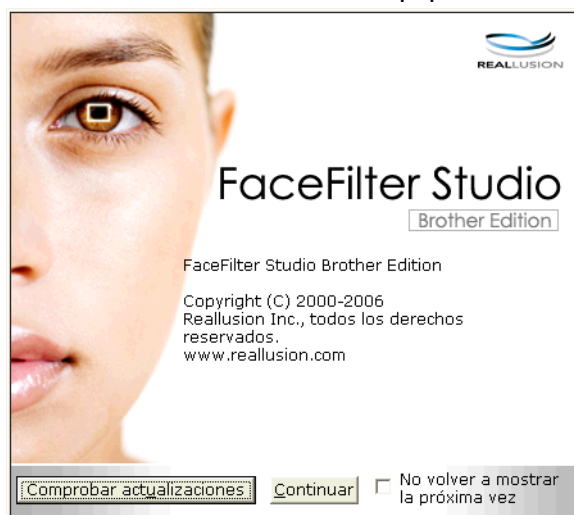 REALLUSION
FaceFilter Studio
Brother Edition
FaceFilter Studio Brother Edition
Copyright (C) 2000-2006
Reallusion Inc., todos los derechos
reservados.
www.reallusion.com
Comprobar actualizaciones
Continuar
No volver a mostrar
la próxima vez